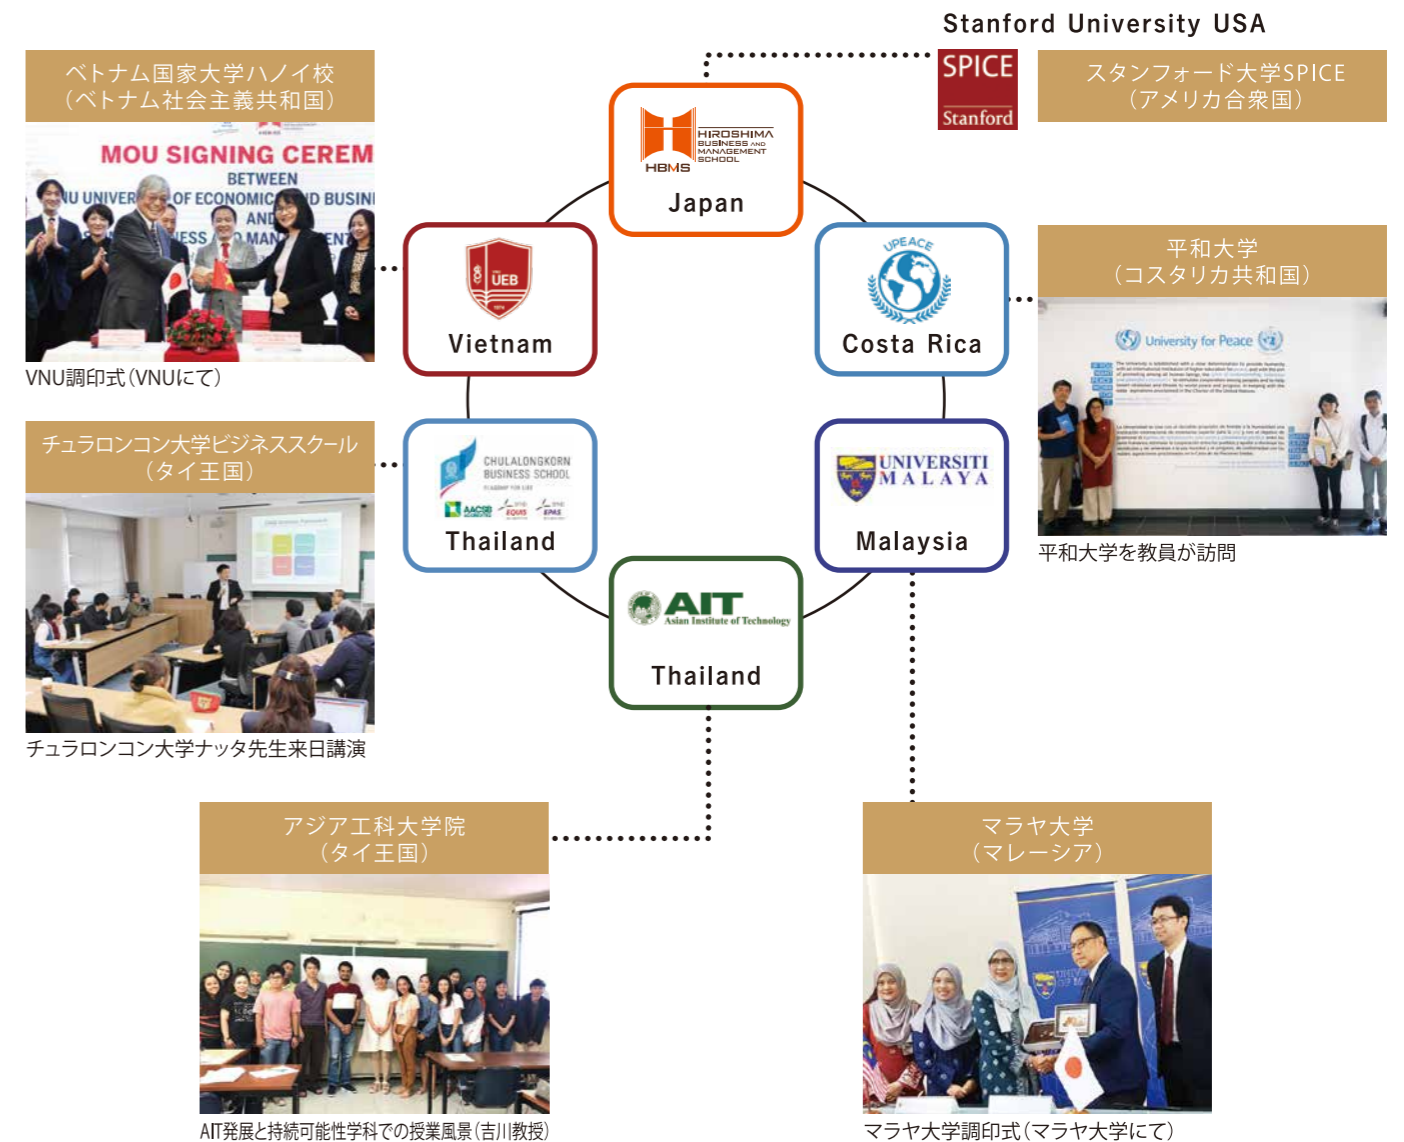 Stanford University USA
SPICE
Stanford
スタンフォード大学SPICE
（アメリカ合衆国）
ベトナム国家大学ハノイ校
（ベトナム社会主義共和国）
MOU SIGNING CEREM
BETWEEN
NU UNIVER OF ECONOMIC ND BUSIN
AND
NESS AND MAN ENT
VNU調印式（VNUにて）
HIROSHIMA
BUSINESS AND
MANAGEMENT
SCHOOL
HBMS
Japan
UEB
Vietnam
UPEACE
Costa Rica
平和大学
（コスタリカ共和国）
University for Peace
平和大学を教員が訪問
チュラロンコン大学ビジネススクール
（タイ王国）
チュラロンコン大学ナッタ先生来日講演
CHULALONGKORN
BUSINESS SCHOOL
AACSB
EQUIS
EPAS
Thailand
UNIVERSITI
MALAYA
Malaysia
AIT
Asian Institute of Technology
Thailand
アジア工科大学院
（タイ王国）
AIT発展と持続可能性学科での授業風景（吉川教授）
マラヤ大学
（マレーシア）
マラヤ大学調印式（マラヤ大学にて）